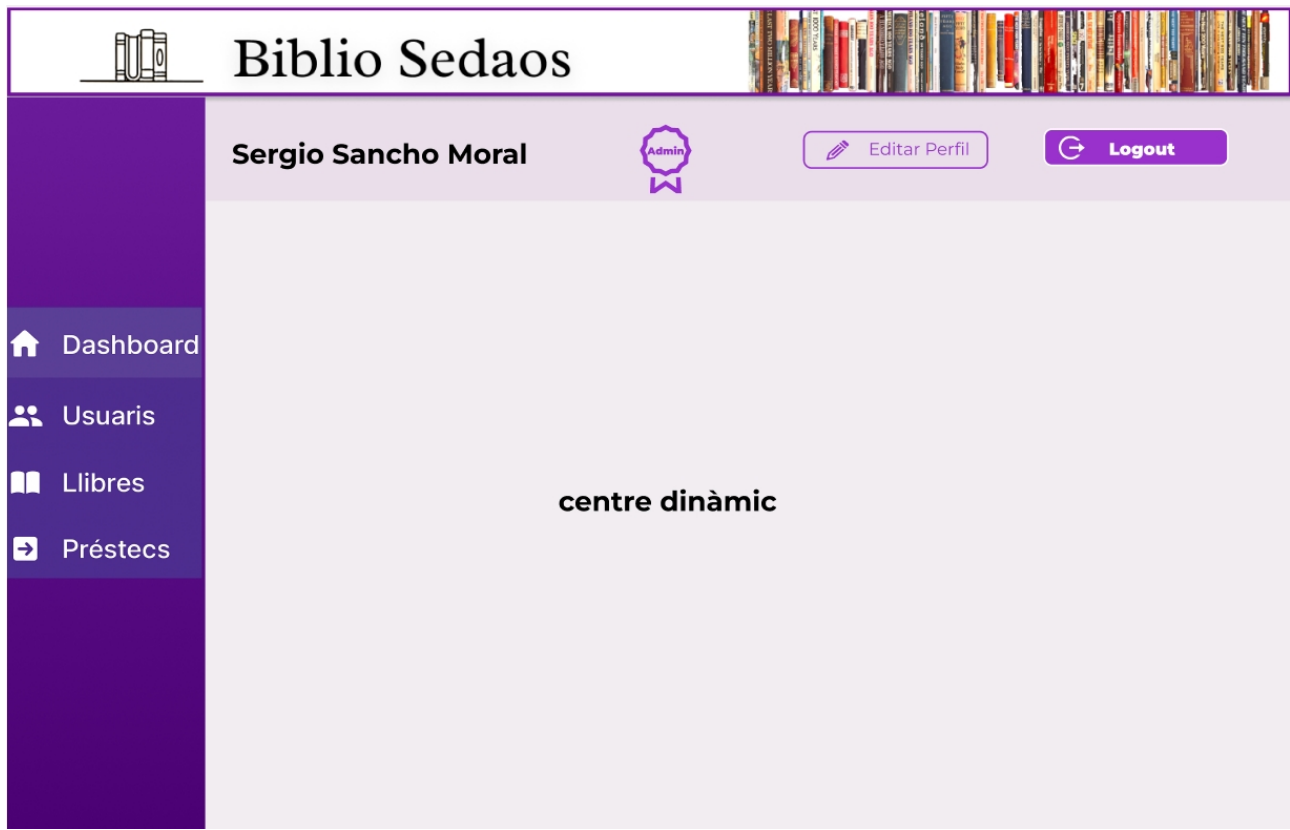 Biblio Sedaos
Sergio Sancho Moral
Admin
Editar Perfil
Logout
Dashboard
Usuaris
Llibres
Préstecs
centre dinàmic